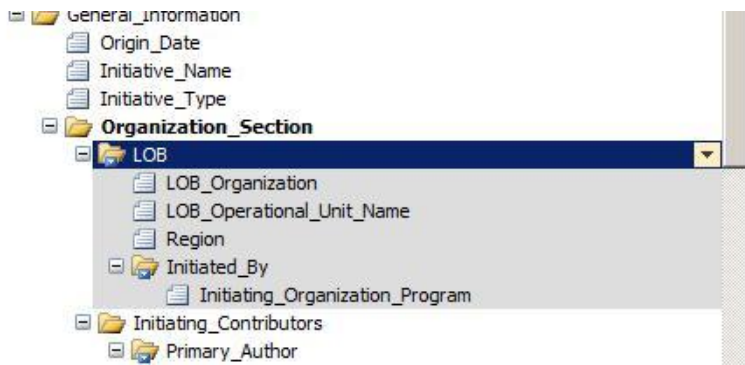 General_Information
Origin_Date
Initiative_Name
Initiative_Type
Organization_Section
LOB
LOB_Organization
LOB_Operational_Unit_Name
Region
Initiated_By
Initiating_Organization_Program
Initiating_Contributors
Primary_Author